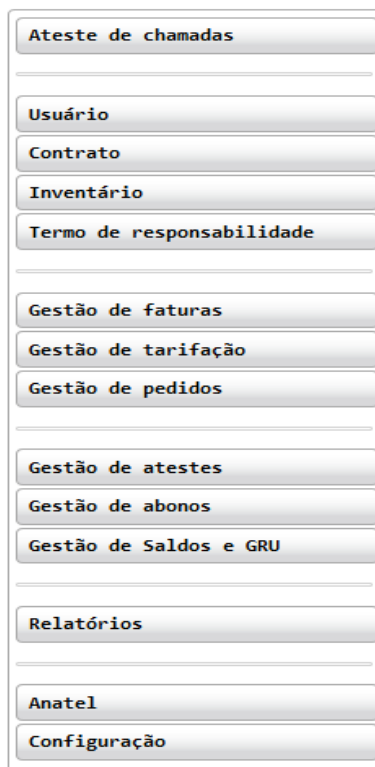 Ateste de chamadas
Usuário
Contrato
Inventário
Termo de responsabilidade
Gestão de faturas
Gestão de tarifação
Gestão de pedidos
Gestão de atestes
Gestão de abonos
Gestão de Saldos e GRU
Relatórios
Anatel
Configuração